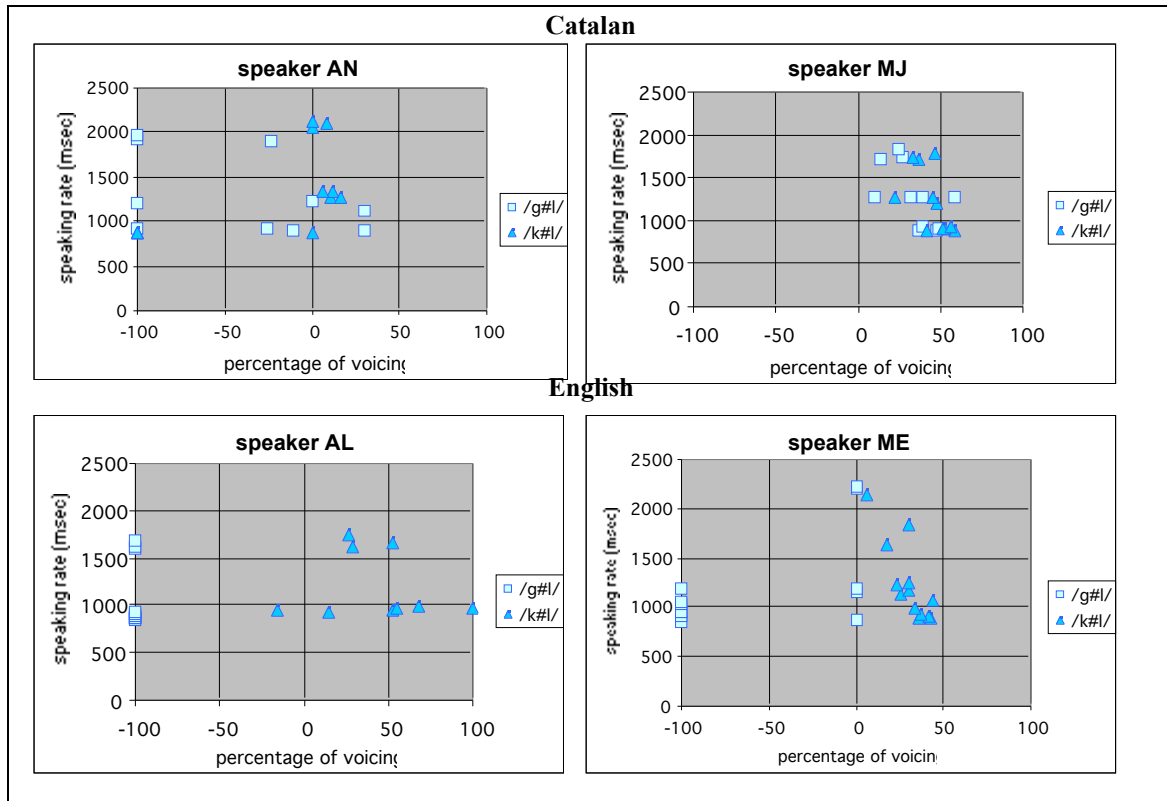 Catalan
speaker AN
speaking rate (msec)
2500
2000
1500
1000
500
0
-100 -50 0 50 100
percentage of voicing
/g#l/
/k#l/
speaker MJ
speaking rate (msec)
2500
2000
1500
1000
500
0
-100 -50 0 50 100
percentage of voicing
/g#l/
/k#l/
English
speaker AL
speaking rate (msec)
2500
2000
1500
1000
500
0
-100 -50 0 50 100
percentage of voicing
/g#l/
/k#l/
speaker ME
speaking rate (msec)
2500
2000
1500
1000
500
0
-100 -50 0 50 100
percentage of voicing
/g#l/
/k#l/